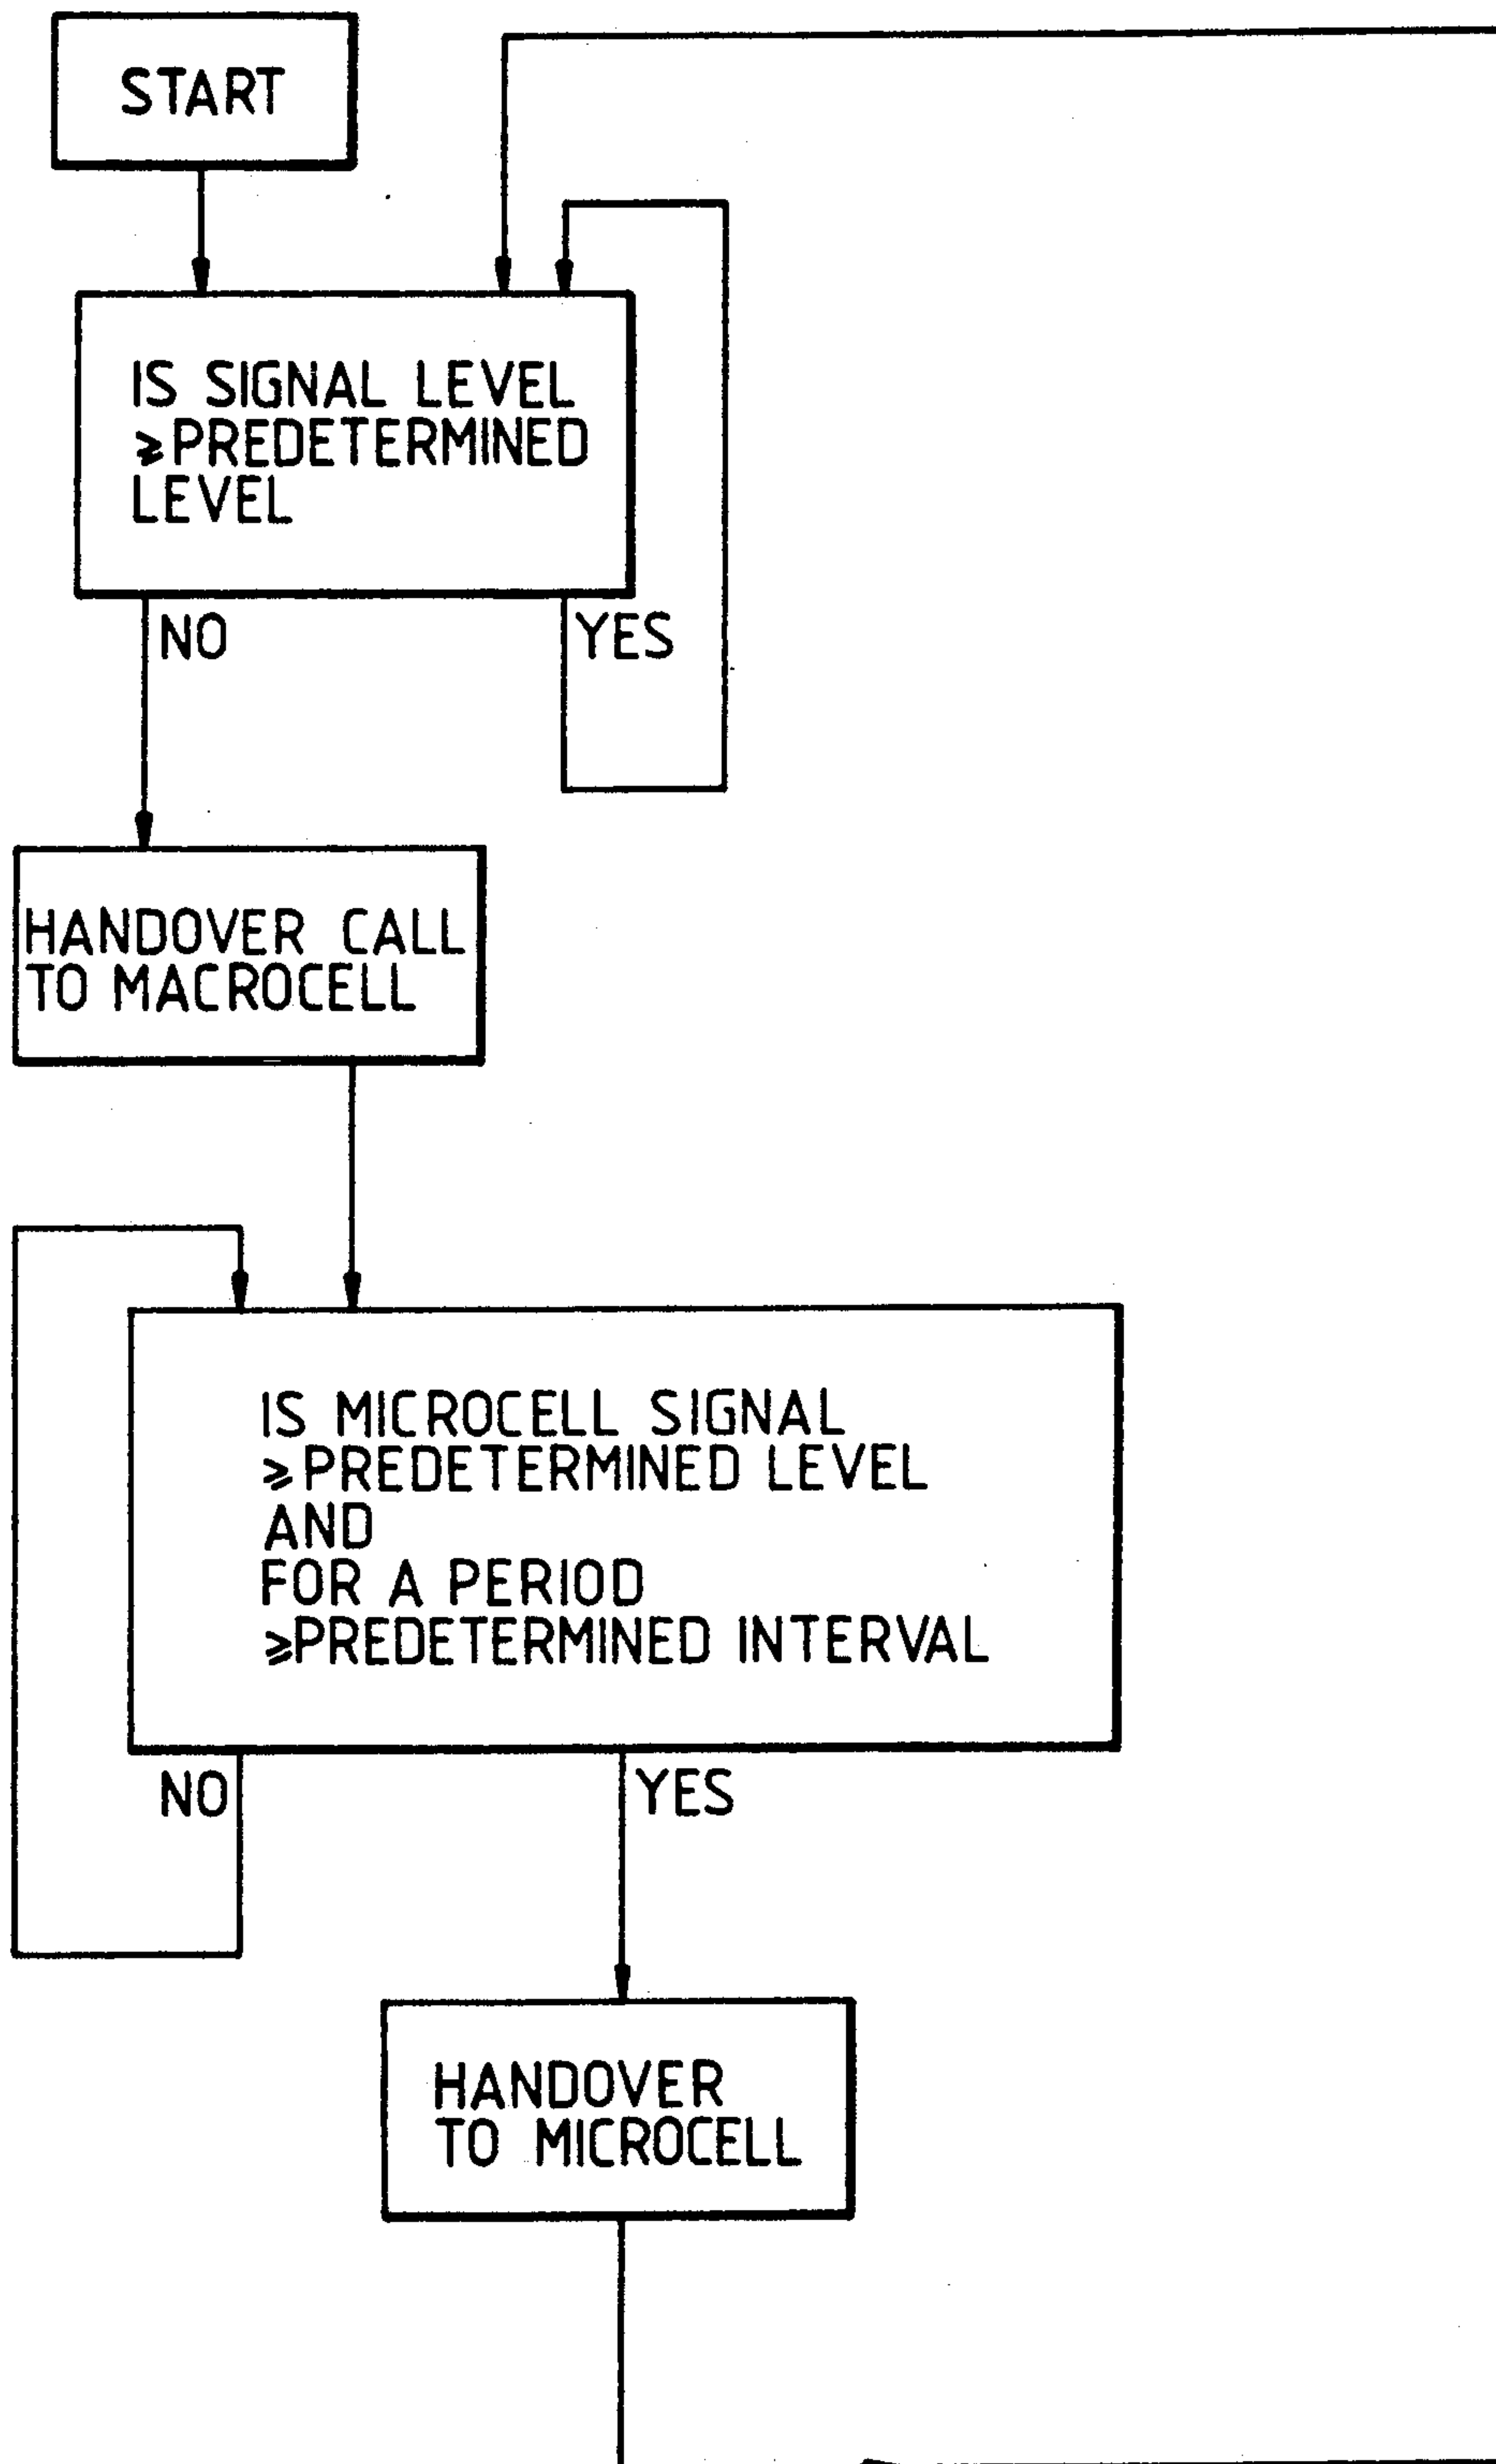 START
IS SIGNAL LEVEL
⩾PREDETERMINED
LEVEL
NO
YES
HANDOVER CALL
TO MACROCELL
IS MICROCELL SIGNAL
⩾PREDETERMINED LEVEL
AND
FOR A PERIOD
⩾PREDETERMINED INTERVAL
NO
YES
HANDOVER
TO MICROCELL